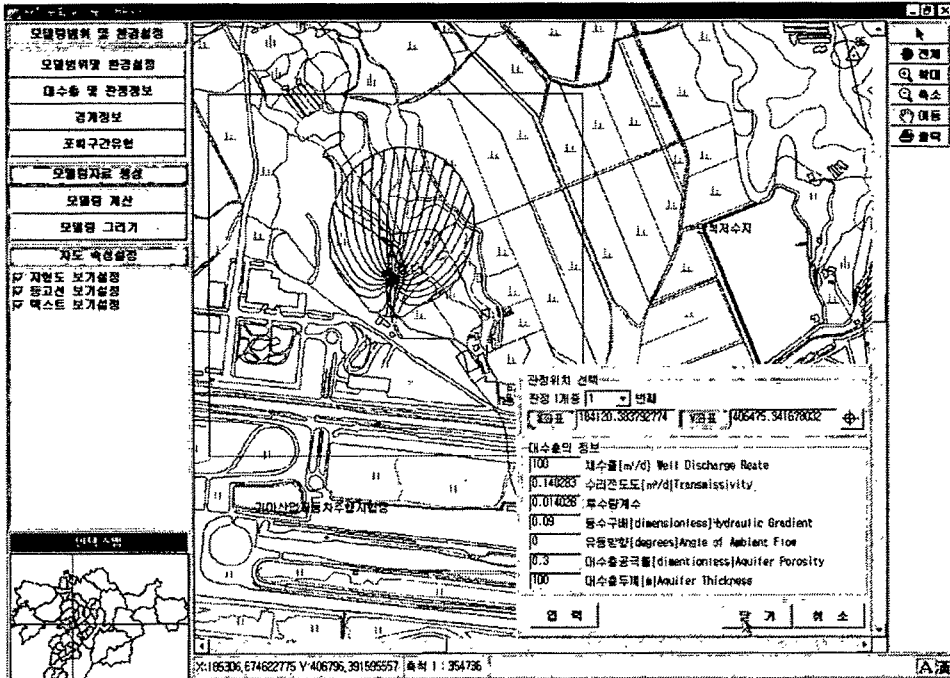 모델링범위 및 환경설정
모델범위및 환경설정
대수층 및 관정정보
경계정보
포획구간유형
모델링자료 생성
모델링 계산
모델링 그리기
지도 속성설정
지형도 보기설정
등고선 보기설정
텍스트 보기설정
인덱스맵
전체
확대
축소
이동
출력
저수지
관정위치 선택
관정 1개중 1 번째
X좌표 184120.383792774 Y좌표 406475.541678032
대수층의 정보
100 채수율[m³/d] Well Discharge Reate
0.140283 수리전도도[m²/d]Transmissivity
0.014028 투수량계수
0.09 동수구배[dimensionless]Hydraulic Gradient
0 유동방향[degrees]Angle of Ambient Flow
0.3 대수층공극률[dimentionless]Aquifer Porosity
100 대수층두께[m]Aquifer Thickness
입 력
닫 기
취 소
X:185306.674622775 Y:406796.391595557 축척 1 : 354736